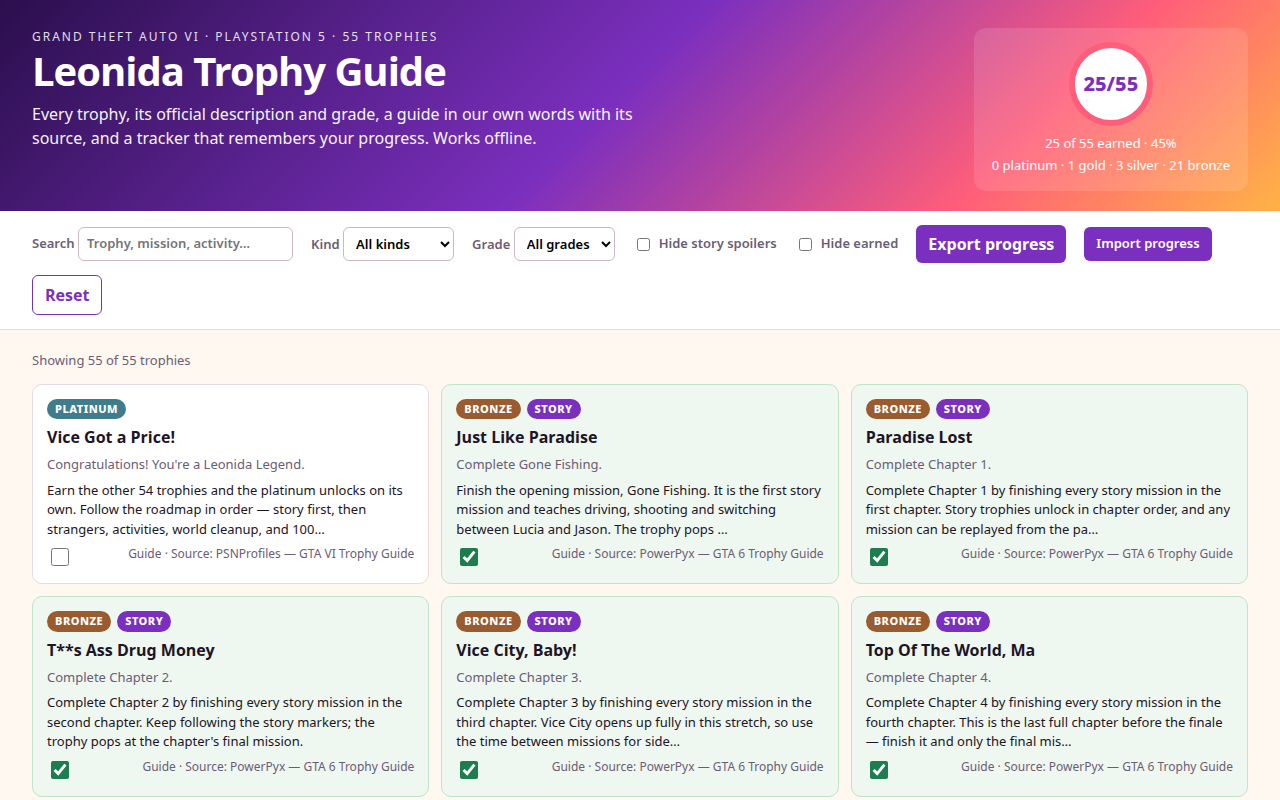 GRAND THEFT AUTO VI · PLAYSTATION 5 · 55 TROPHIES
Leonida Trophy Guide
Every trophy, its official description and grade, a guide in our own words with its
source, and a tracker that remembers your progress. Works offline.
25/55
25 of 55 earned · 45%
0 platinum · 1 gold · 3 silver · 21 bronze
Search Trophy, mission, activity... Kind All kinds Grade All grades Hide story spoilers Hide earned Export progress Import progress
Reset
Showing 55 of 55 trophies
PLATINUM
Vice Got a Price!
Congratulations! You're a Leonida Legend.
Earn the other 54 trophies and the platinum unlocks on its
own. Follow the roadmap in order — story first, then
strangers, activities, world cleanup, and 100...
Guide · Source: PSNProfiles — GTA VI Trophy Guide
BRONZE STORY
Just Like Paradise
Complete Gone Fishing.
Finish the opening mission, Gone Fishing. It is the first story
mission and teaches driving, shooting and switching
between Lucia and Jason. The trophy pops ...
Guide · Source: PowerPyx — GTA 6 Trophy Guide
BRONZE STORY
Paradise Lost
Complete Chapter 1.
Complete Chapter 1 by finishing every story mission in the
first chapter. Story trophies unlock in chapter order, and any
mission can be replayed from the pa...
Guide · Source: PowerPyx — GTA 6 Trophy Guide
BRONZE STORY
T**s Ass Drug Money
Complete Chapter 2.
Complete Chapter 2 by finishing every story mission in the
second chapter. Keep following the story markers; the
trophy pops at the chapter's final mission.
Guide · Source: PowerPyx — GTA 6 Trophy Guide
BRONZE STORY
Vice City, Baby!
Complete Chapter 3.
Complete Chapter 3 by finishing every story mission in the
third chapter. Vice City opens up fully in this stretch, so use
the time between missions for side...
Guide · Source: PowerPyx — GTA 6 Trophy Guide
BRONZE STORY
Top Of The World, Ma
Complete Chapter 4.
Complete Chapter 4 by finishing every story mission in the
fourth chapter. This is the last full chapter before the finale
— finish it and only the final mis...
Guide · Source: PowerPyx — GTA 6 Trophy Guide